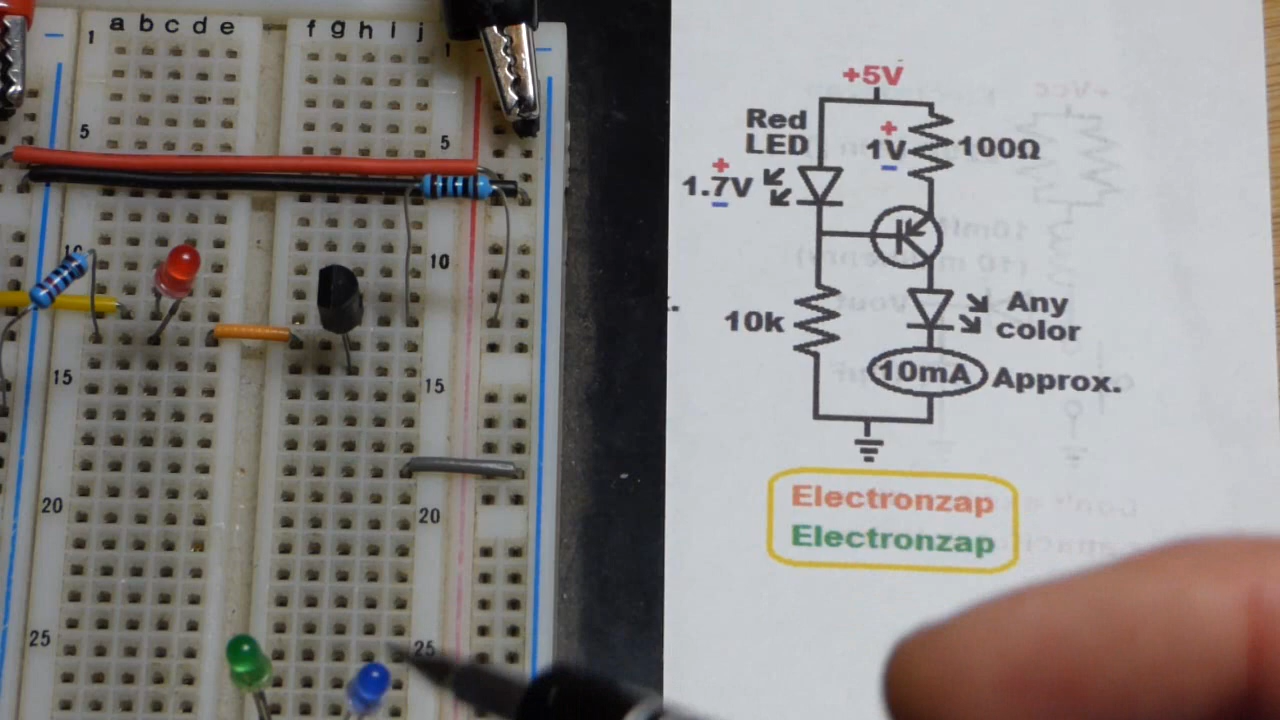 a b c d e
f g h i j
1
1
5
5
10
10
15
15
20
20
25
25
+5V
Red
LED
+
1V
-
100Ω
+
1.7V
-
10k
Any
color
10mA Approx.
Electronzap
Electronzap